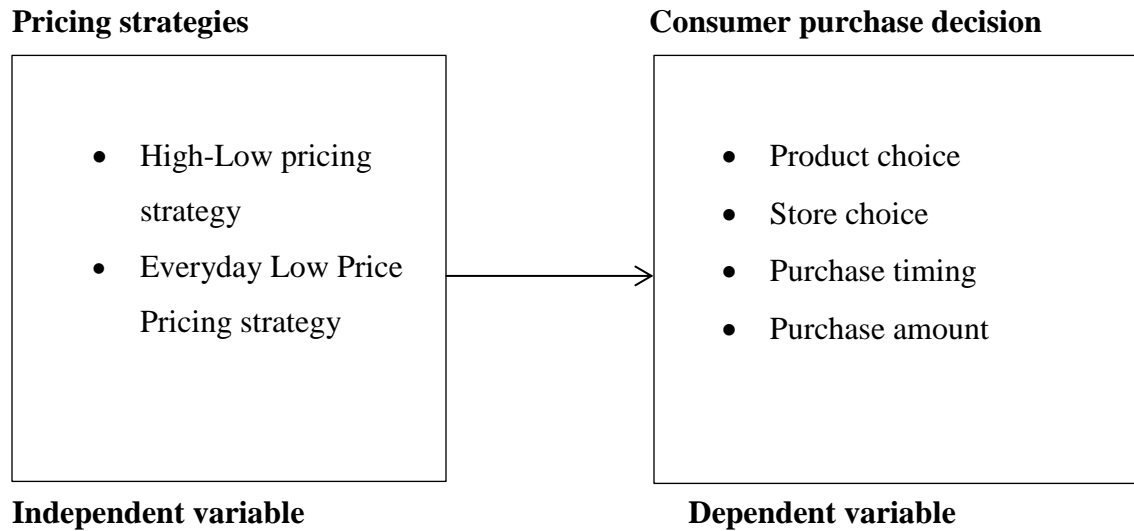 Pricing strategies
Consumer purchase decision
• High-Low pricing
strategy
• Everyday Low Price
Pricing strategy
• Product choice
• Store choice
• Purchase timing
• Purchase amount
Independent variable
Dependent variable